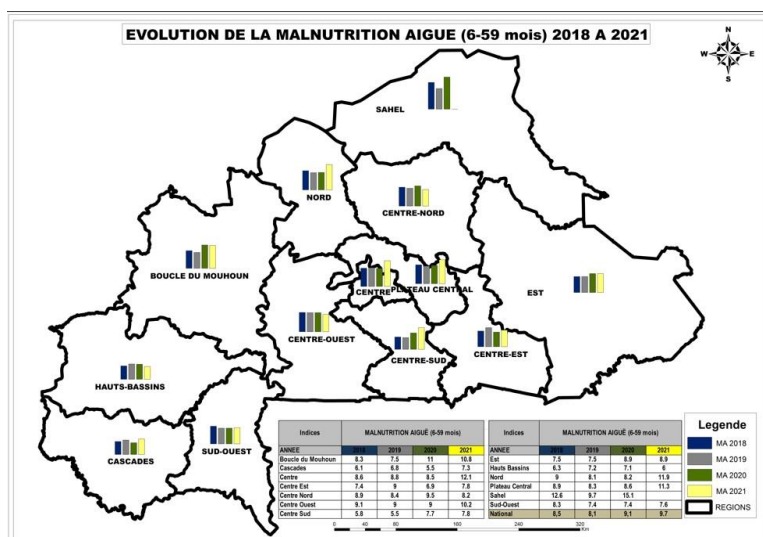 EVOLUTION DE LA MALNUTRITION AIGUE (6-59 mois) 2018 A 2021
N
W E
S
SAHEL
NORD
CENTRE-NORD
BOUCLE DU MOUHOUN
CENTRE
PLATEAU CENTRAL
EST
CENTRE-OUEST
CENTRE-SUD
CENTRE-EST
HAUTS-BASSINS
CASCADES
SUD-OUEST
Indices MALNUTRITION AIGUË (6-59 mois)
ANNEE 2018 2019 2020 2021
Boucle du Mouhoun 8.3 7.5 11 10.8
Cascades 6.1 6.8 5.5 7.3
Centre 8.6 8.8 8.5 12.1
Centre Est 7.4 9 6.9 7.8
Centre Nord 8.9 8.4 9.5 8.2
Centre Ouest 9.1 9 9 10.2
Centre Sud 5.8 5.5 7.7 7.8
Indices MALNUTRITION AIGUË (6-59 mois)
ANNEE 2018 2019 2020 2021
Est 7.5 7.5 8.9 8.9
Hauts Bassins 6.3 7.2 7.1 6
Nord 9 8.1 8.2 11.9
Plateau Central 8.9 8.3 8.6 11.3
Sahel 12.6 9.7 15.1
Sud-Ouest 8.3 7.4 7.4 7.6
National 8,5 8,1 9,1 9.7
Legende
MA 2018
MA 2019
MA 2020
MA 2021
REGIONS
80 40 0 80 160 240 320
Km